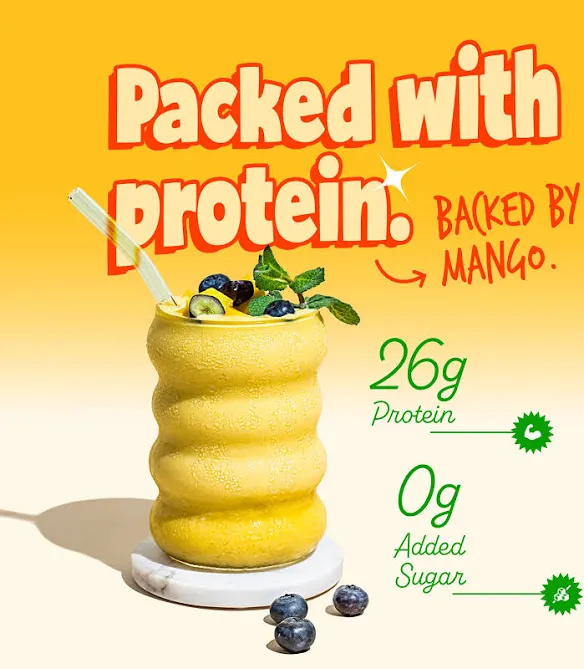 Packed with
protein.
BACKED BY
MANGO.
26g
Protein
0g
Added
Sugar